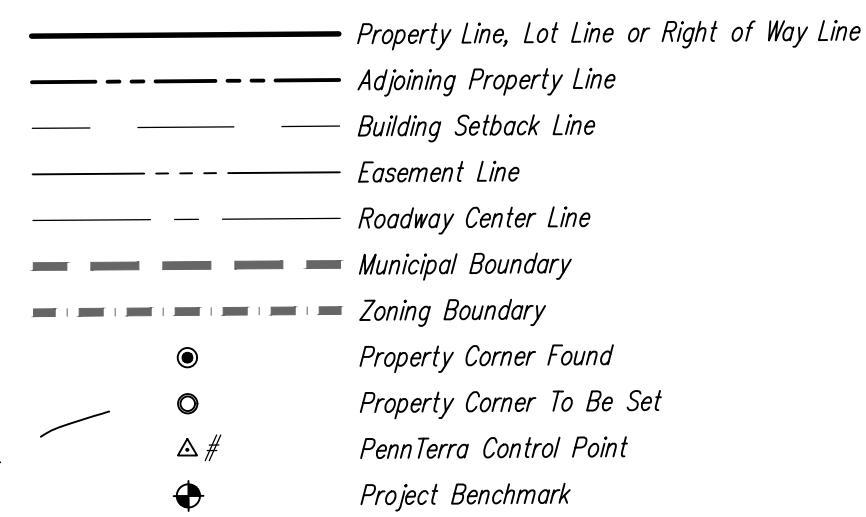 Property Line, Lot Line or Right of Way Line
Adjoining Property Line
Building Setback Line
Easement Line
Roadway Center Line
Municipal Boundary
Zoning Boundary
Property Corner Found
Property Corner To Be Set
# PennTerra Control Point
Project Benchmark